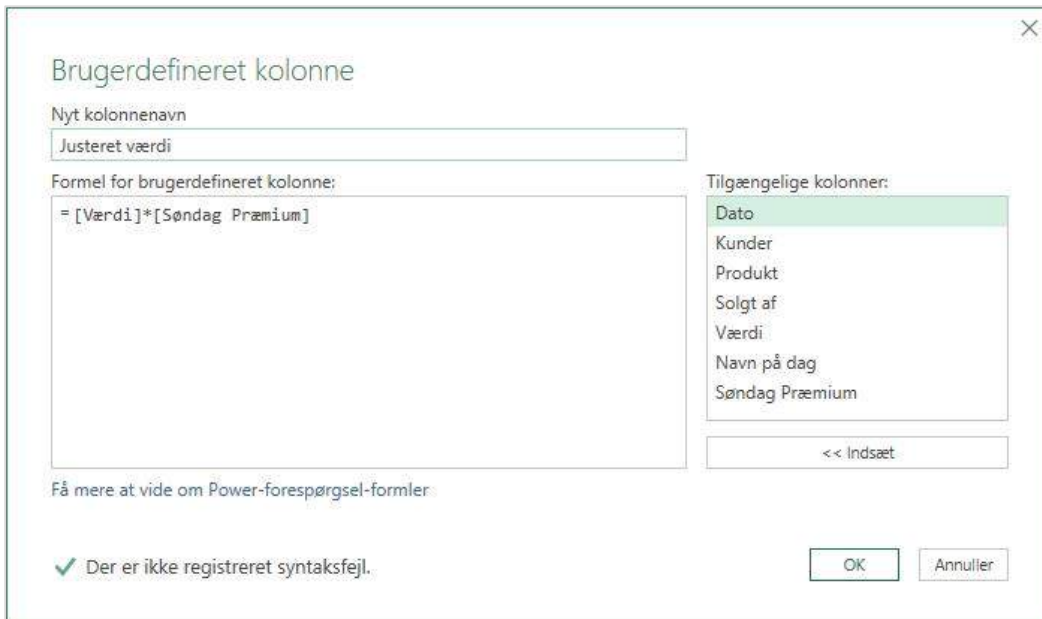 Brugerdefineret kolonne
Nyt kolonnenavn
Justeret værdi
Formel for brugerdefineret kolonne:
= [Værdi]*[Søndag Præmium]
Tilgængelige kolonner:
Dato
Kunder
Produkt
Solgt af
Værdi
Navn på dag
Søndag Præmium
<< Indsæt
Få mere at vide om Power-forespørgsel-formler
Der er ikke registreret syntaksfejl.
OK
Annuller